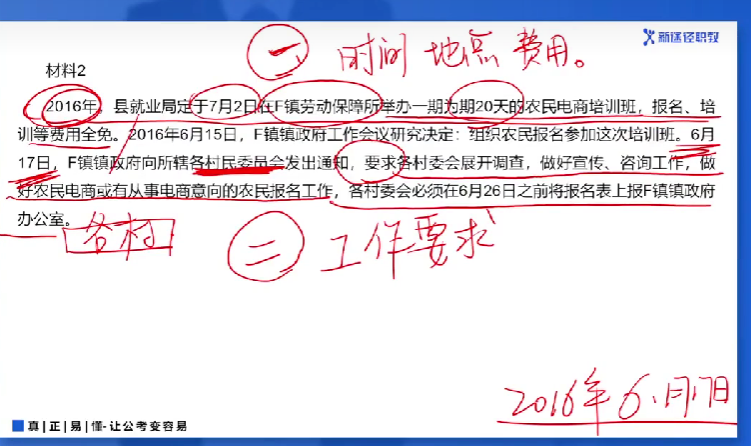 一、时间 地点 费用。
新途径职教
材料2
2016年，县就业局定于7月2日在F镇劳动保障所举办一期为期20天的农民电商培训班，报名、培
训等费用全免。2016年6月15日，F镇镇政府工作会议研究决定：组织农民报名参加这次培训班。6月
17日，F镇镇政府向所辖各村民委员会发出通知，要求各村委会展开调查，做好宣传、咨询工作，做
好农民电商或有从事电商意向的农民报名工作，各村委会必须在6月26日之前将报名表上报F镇镇政府
办公室。
各村
二 工作要求
2016年6月17日
真|正|易|懂-让公考变容易